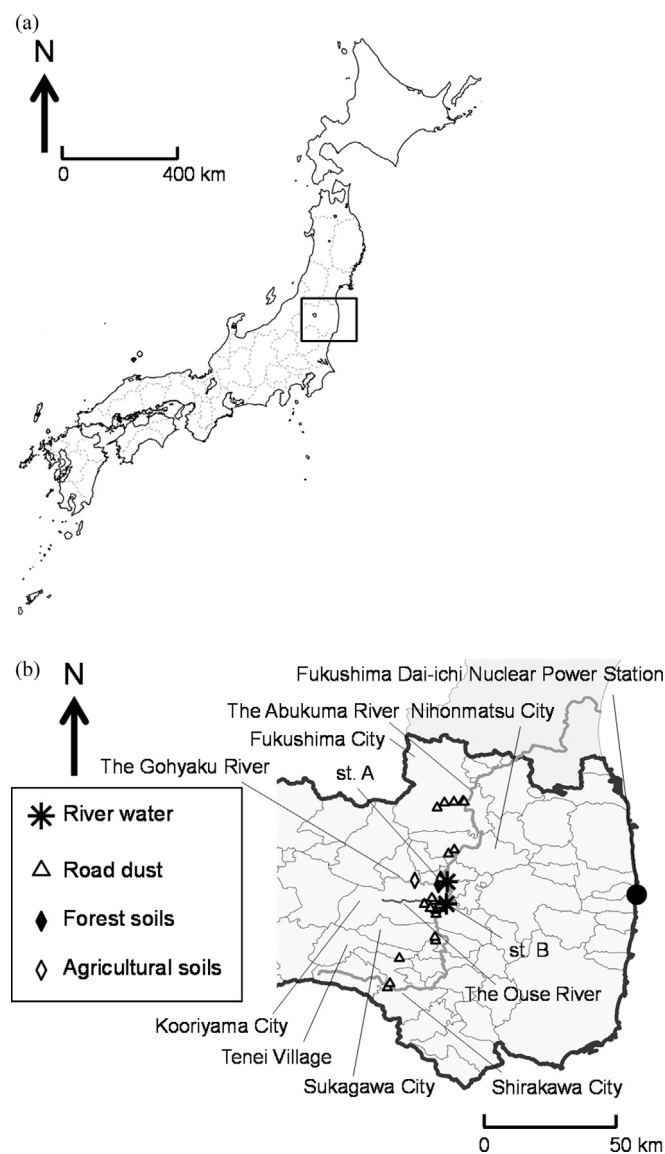 (a)
N
0 400 km
(b)
N
Fukushima Dai-ichi Nuclear Power Station
The Abukuma River Nihonmatsu City
Fukushima City
The Gohyaku River
st. A
River water
Road dust
Forest soils
Agricultural soils
st. B
The Ouse River
Kooriyama City
Tenei Village
Sukagawa City
Shirakawa City
0 50 km